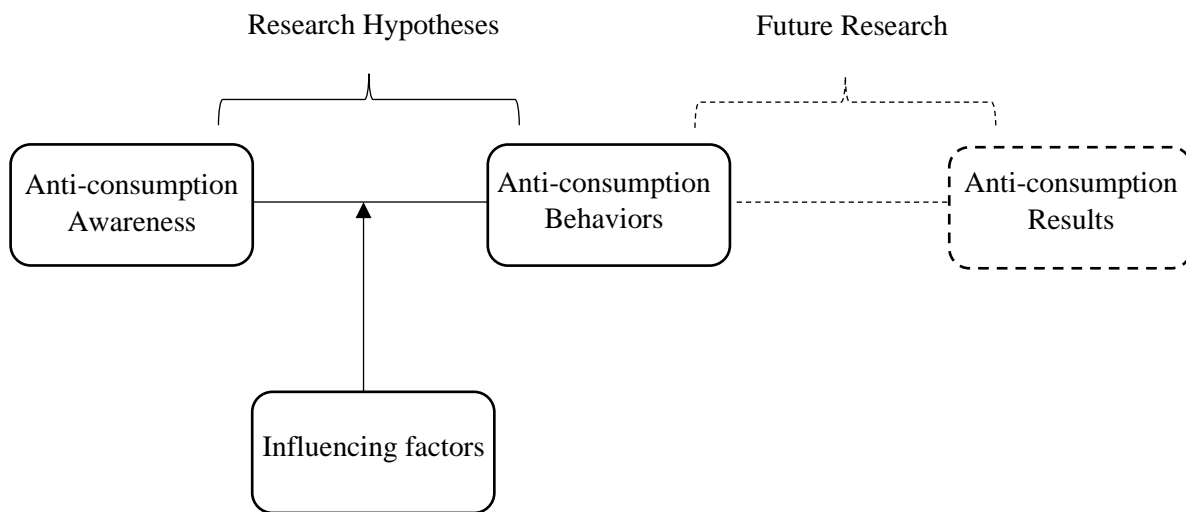 Research Hypotheses
Future Research
Anti-consumption
Awareness
Anti-consumption
Behaviors
Anti-consumption
Results
Influencing factors